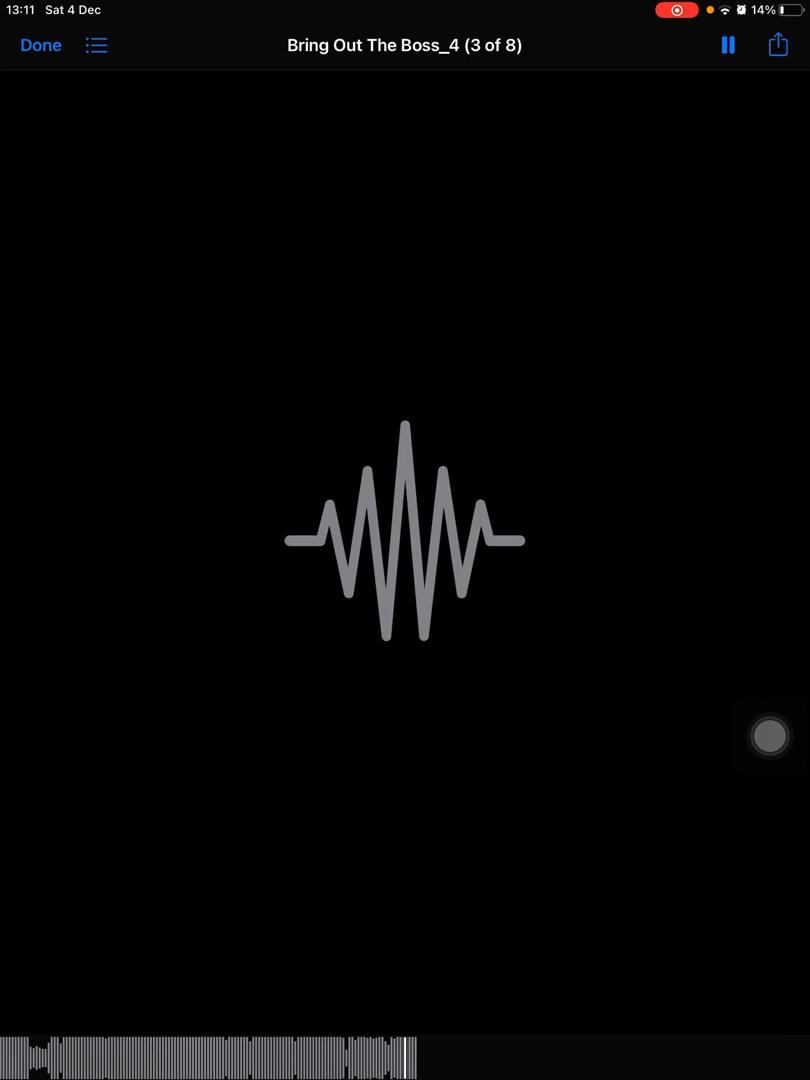 13:11 Sat 4 Dec 14%
Done Bring Out The Boss_4 (3 of 8)